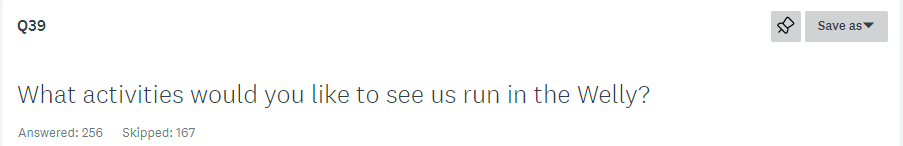 Q39
Save as
What activities would you like to see us run in the Welly?
Answered: 256 Skipped: 167